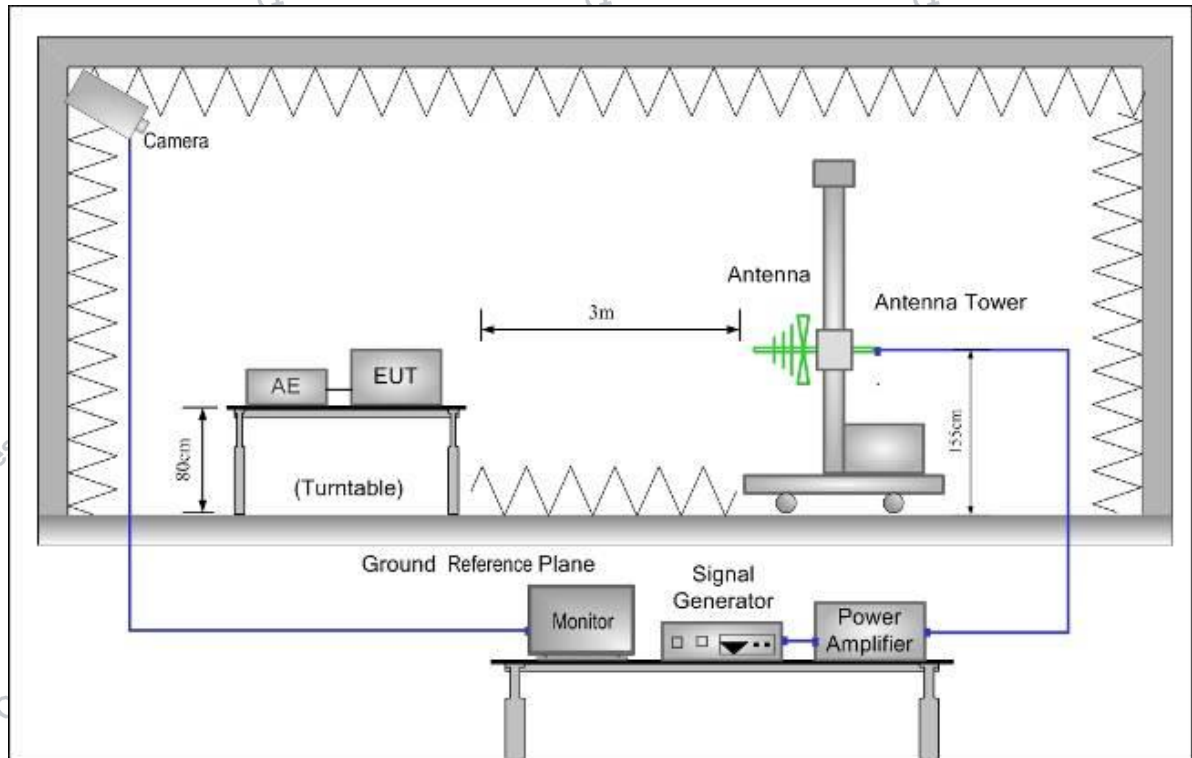 Camera
Antenna
Antenna Tower
3m
AE
EUT
80cm
155cm
(Turntable)
Ground Reference Plane
Signal
Generator
Monitor
Power
Amplifier